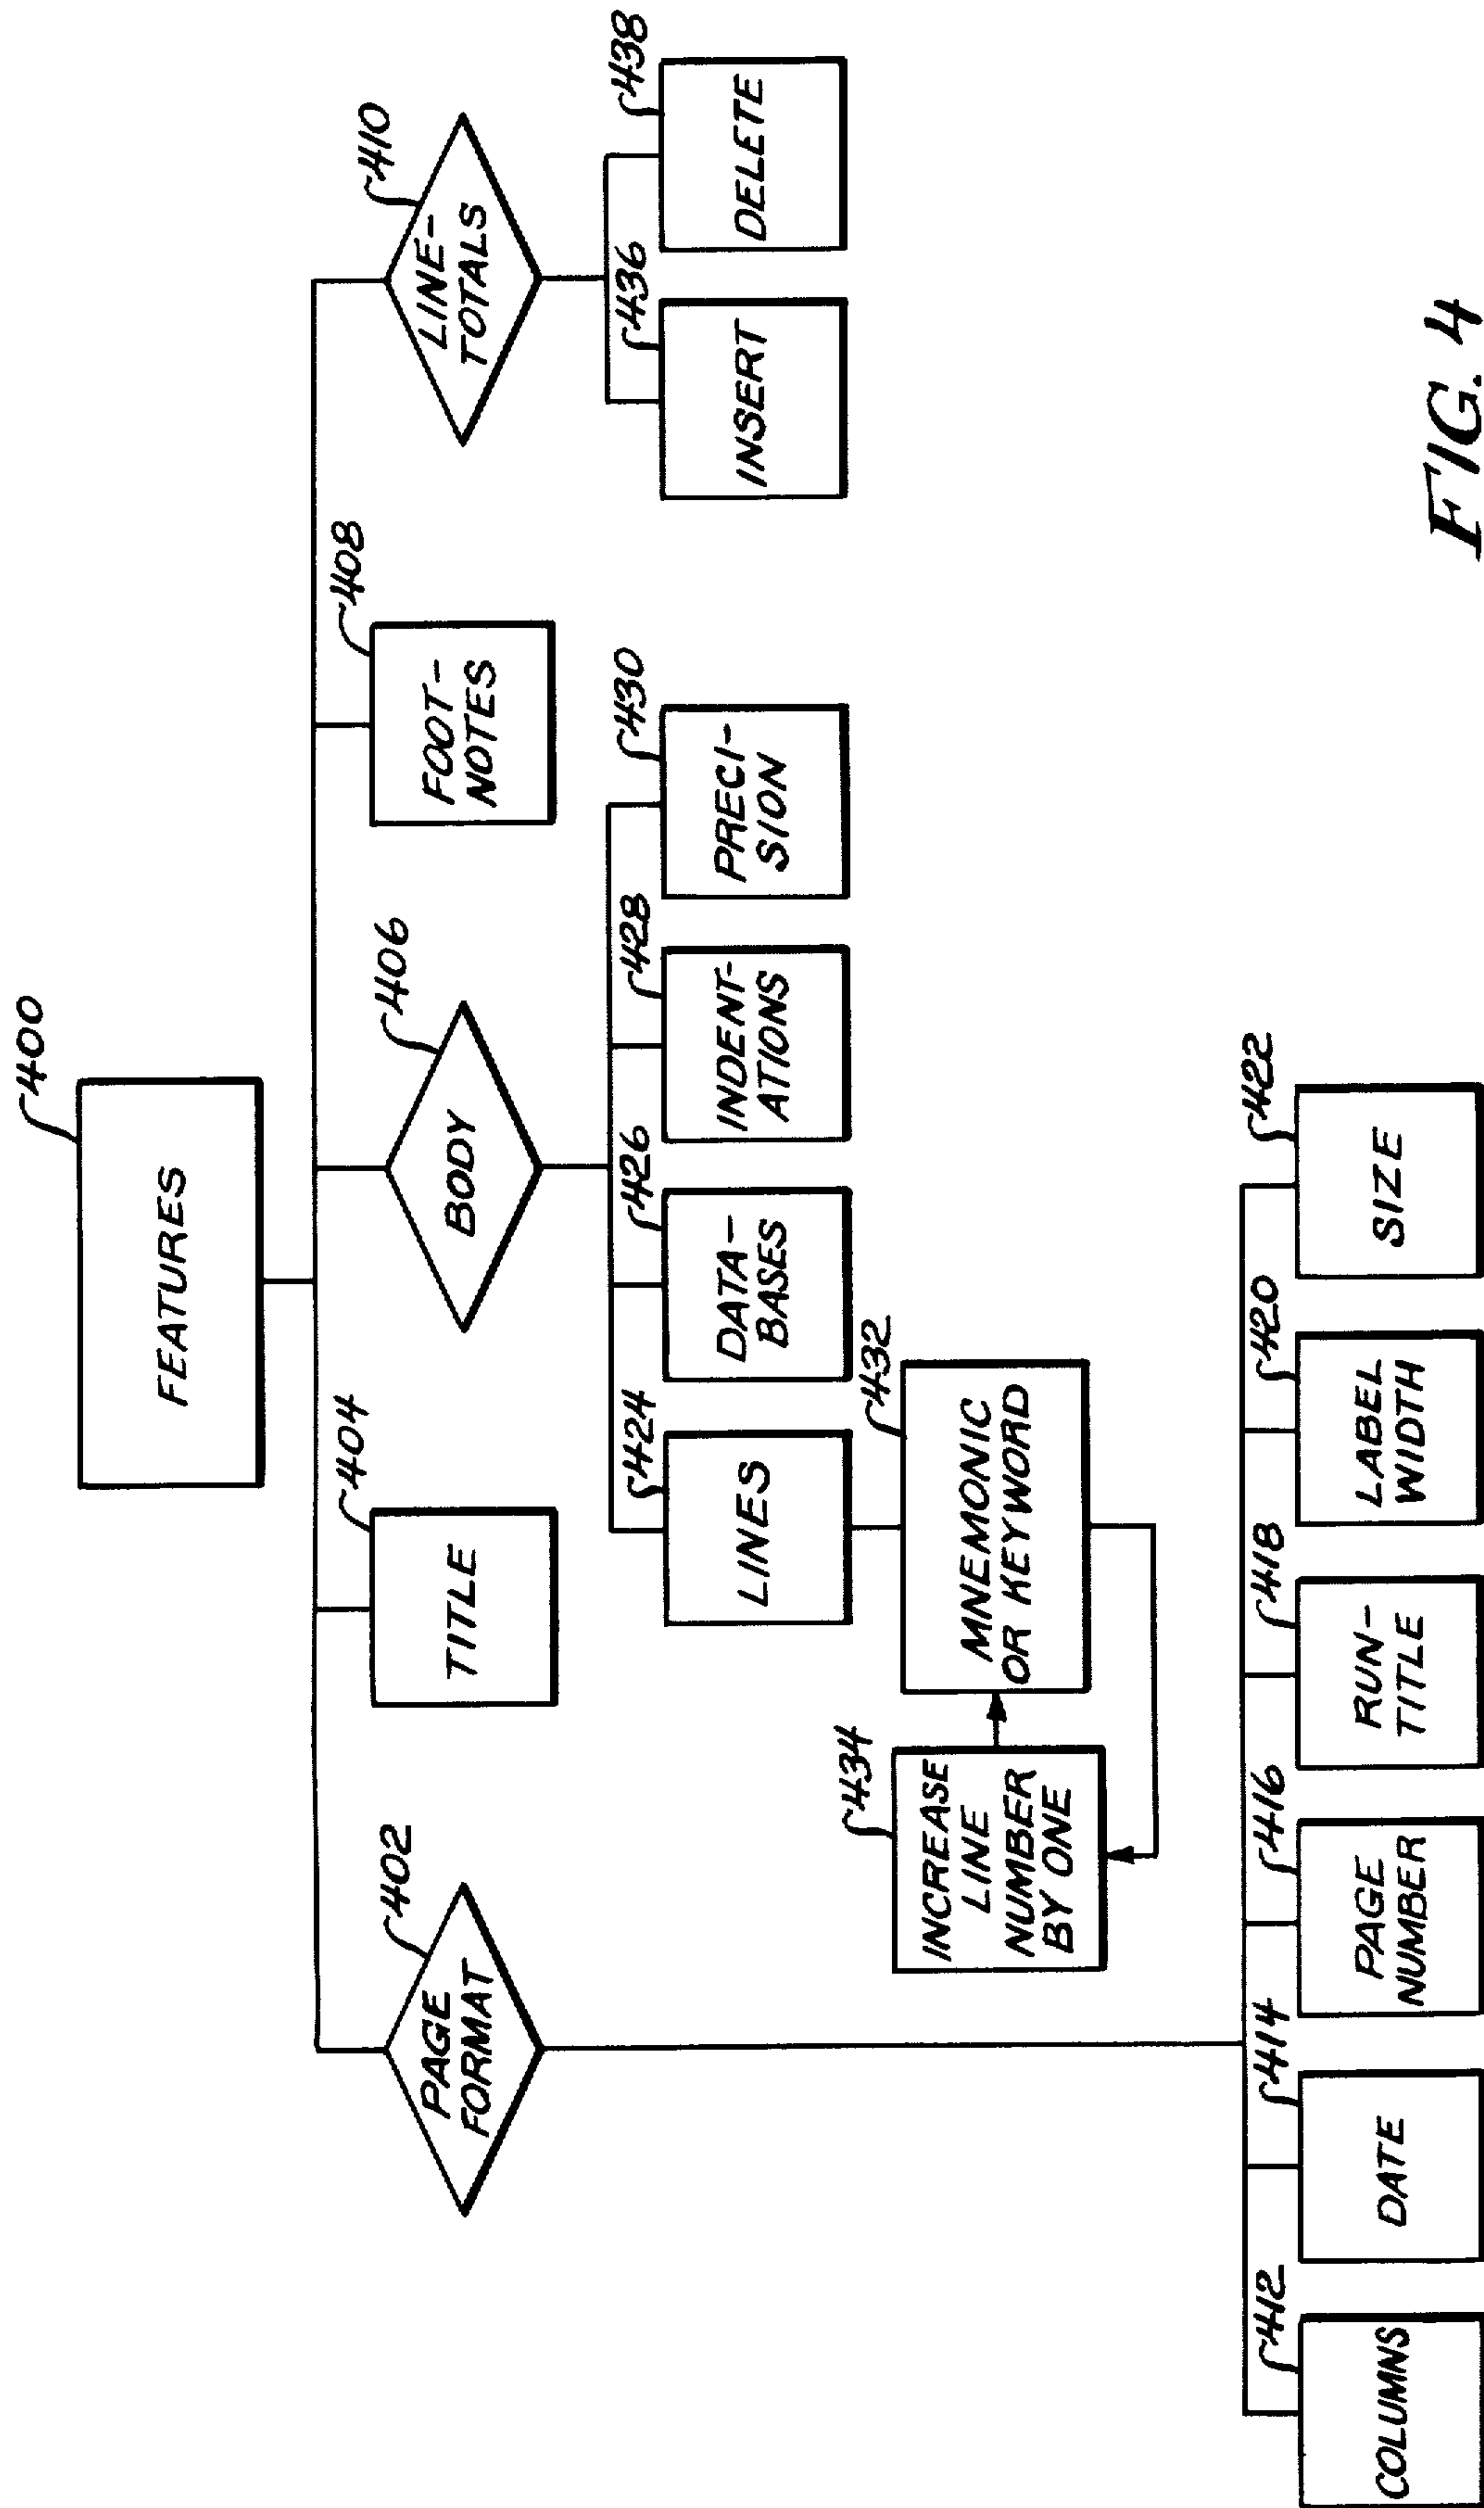 400
FEATURES
402
PAGE
FORMAT
404
TITLE
406
BODY
408
FOOT-
NOTES
410
LINE-
TOTALS
424
LINES
426
DATA-
BASES
428
INDENT-
ATIONS
430
PRECI-
SION
436
INSERT
438
DELETE
434
INCREASE
LINE
NUMBER
BY ONE
432
MNEMONIC
OR KEYWORD
412
COLUMNS
414
DATE
416
PAGE
NUMBER
418
RUN-
TITLE
420
LABEL
WIDTH
422
SIZE
FIG. 4